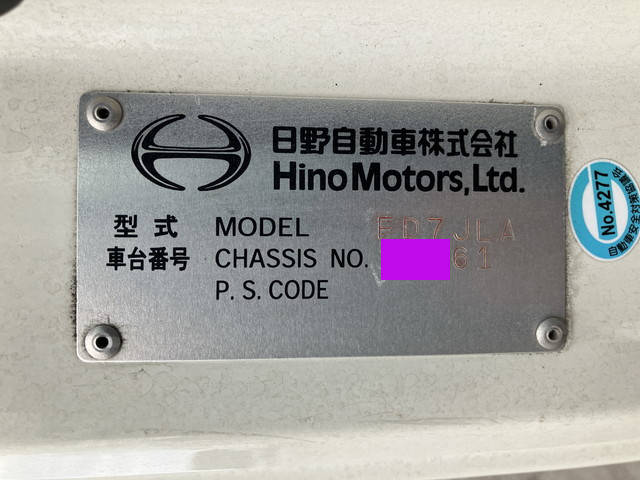 日野自動車株式会社
Hino Motors, Ltd.
型式 MODEL FD7JLA
車台番号 CHASSIS NO. 61
P. S. CODE
No.4277